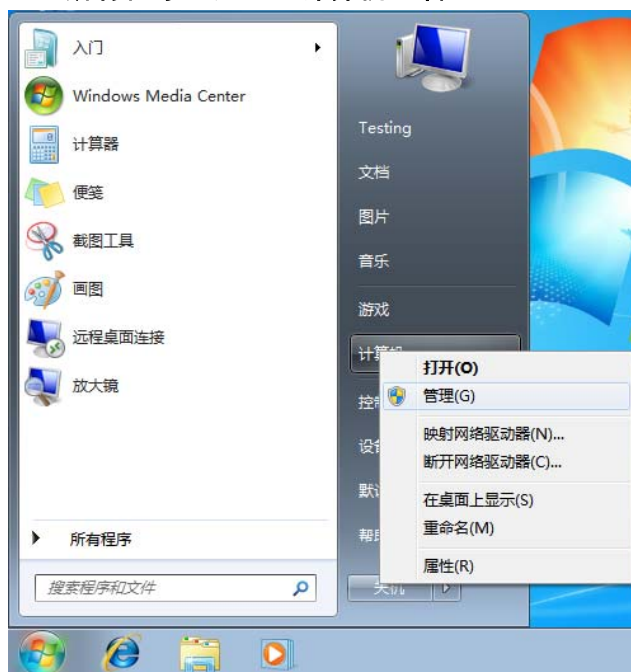 入门
Windows Media Center
计算器
便笺
截图工具
画图
远程桌面连接
放大镜
所有程序
搜索程序和文件
Testing
文档
图片
音乐
游戏
打开(O)
管理(G)
映射网络驱动器(N)...
断开网络驱动器(C)...
在桌面上显示(S)
重命名(M)
属性(R)